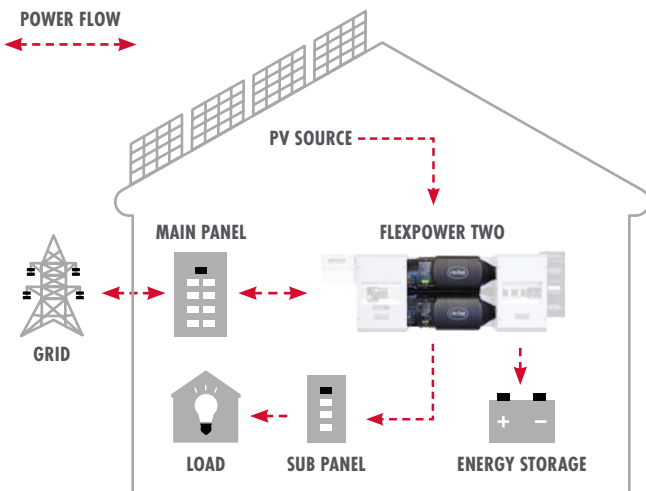 POWER FLOW
PV SOURCE
MAIN PANEL
FLEXPOWER TWO
GRID
LOAD
SUB PANEL
ENERGY STORAGE